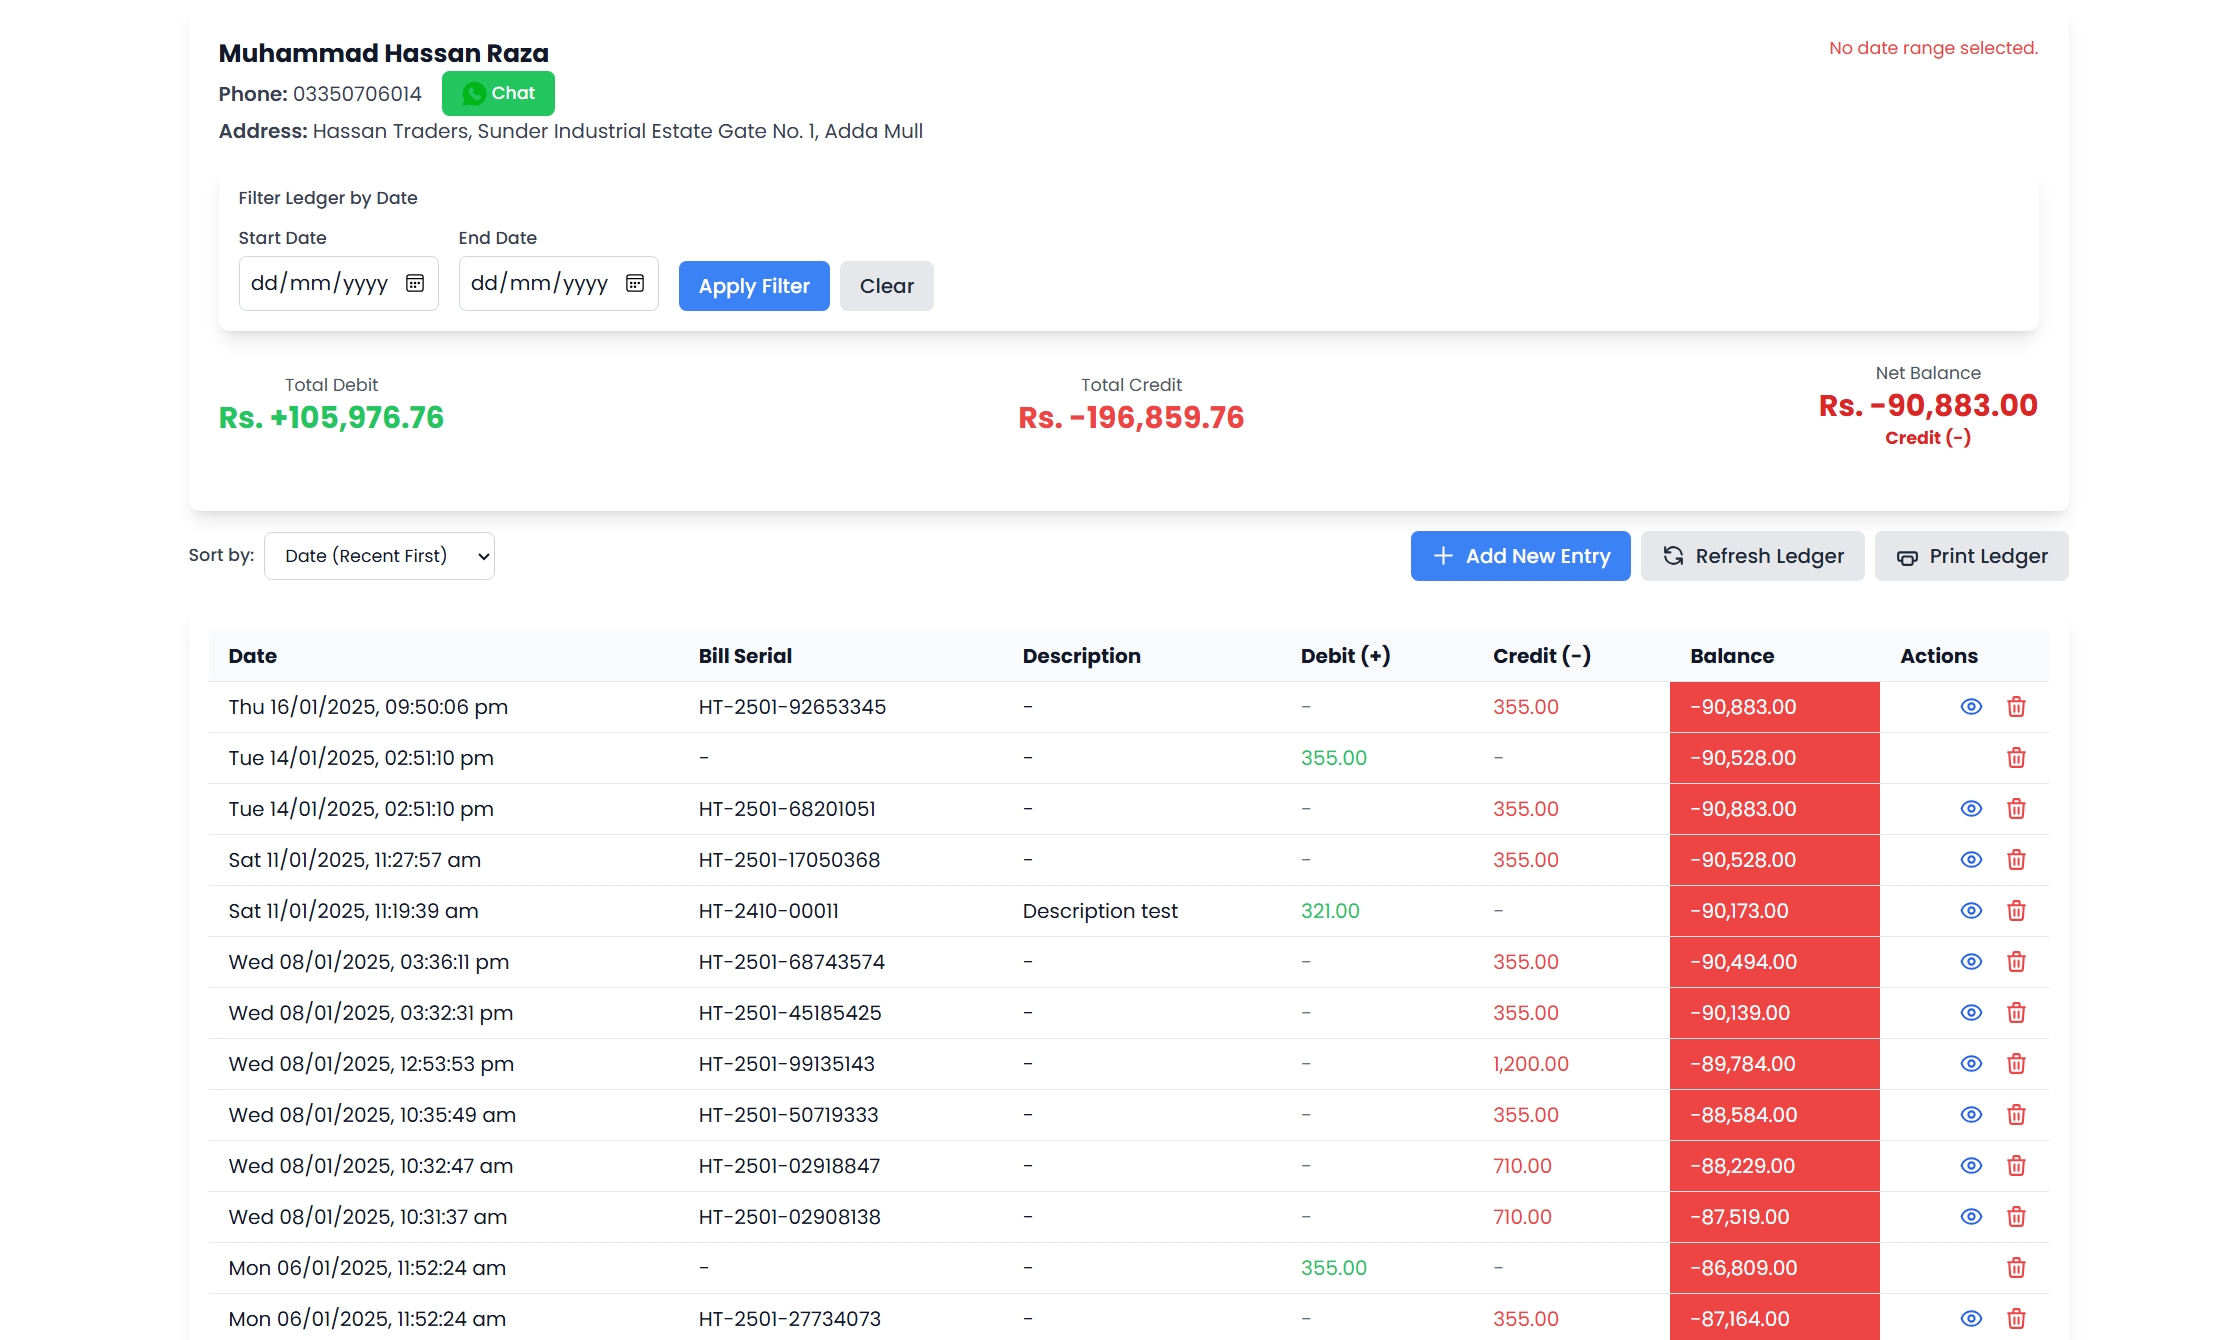 Muhammad Hassan Raza
No date range selected.
Phone: 03350706014 Chat
Address: Hassan Traders, Sunder Industrial Estate Gate No. 1, Adda Mull
Filter Ledger by Date
Start Date End Date
dd/mm/yyyy dd/mm/yyyy Apply Filter Clear
Total Debit Total Credit Net Balance
Rs. +105,976.76 Rs. -196,859.76 Rs. -90,883.00
Credit (-)
Sort by: Date (Recent First) Add New Entry Refresh Ledger Print Ledger
Date Bill Serial Description Debit (+) Credit (-) Balance Actions
Thu 16/01/2025, 09:50:06 pm HT-2501-92653345 - - 355.00 -90,883.00
Tue 14/01/2025, 02:51:10 pm - - 355.00 - -90,528.00
Tue 14/01/2025, 02:51:10 pm HT-2501-68201051 - - 355.00 -90,883.00
Sat 11/01/2025, 11:27:57 am HT-2501-17050368 - - 355.00 -90,528.00
Sat 11/01/2025, 11:19:39 am HT-2410-00011 Description test 321.00 - -90,173.00
Wed 08/01/2025, 03:36:11 pm HT-2501-68743574 - - 355.00 -90,494.00
Wed 08/01/2025, 03:32:31 pm HT-2501-45185425 - - 355.00 -90,139.00
Wed 08/01/2025, 12:53:53 pm HT-2501-99135143 - - 1,200.00 -89,784.00
Wed 08/01/2025, 10:35:49 am HT-2501-50719333 - - 355.00 -88,584.00
Wed 08/01/2025, 10:32:47 am HT-2501-02918847 - - 710.00 -88,229.00
Wed 08/01/2025, 10:31:37 am HT-2501-02908138 - - 710.00 -87,519.00
Mon 06/01/2025, 11:52:24 am - - 355.00 - -86,809.00
Mon 06/01/2025, 11:52:24 am HT-2501-27734073 - - 355.00 -87,164.00